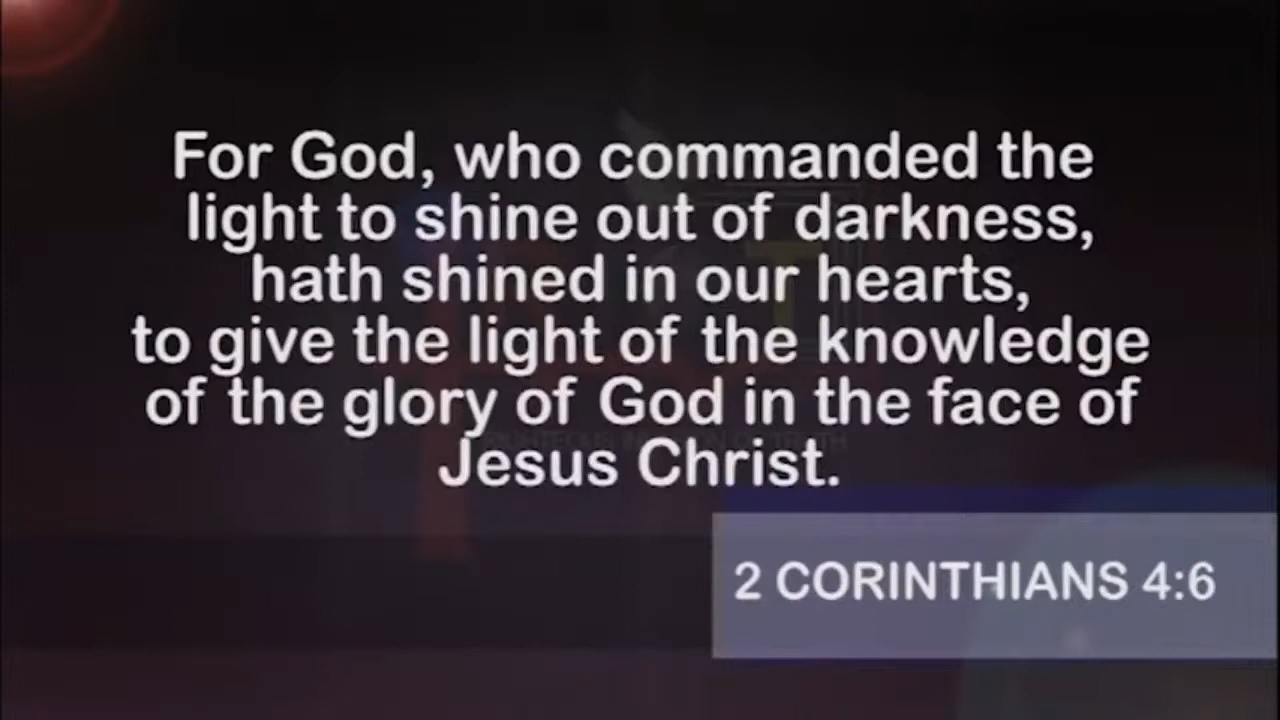 For God, who commanded the
light to shine out of darkness,
hath shined in our hearts,
to give the light of the knowledge
of the glory of God in the face of
Jesus Christ.
2 CORINTHIANS 4:6